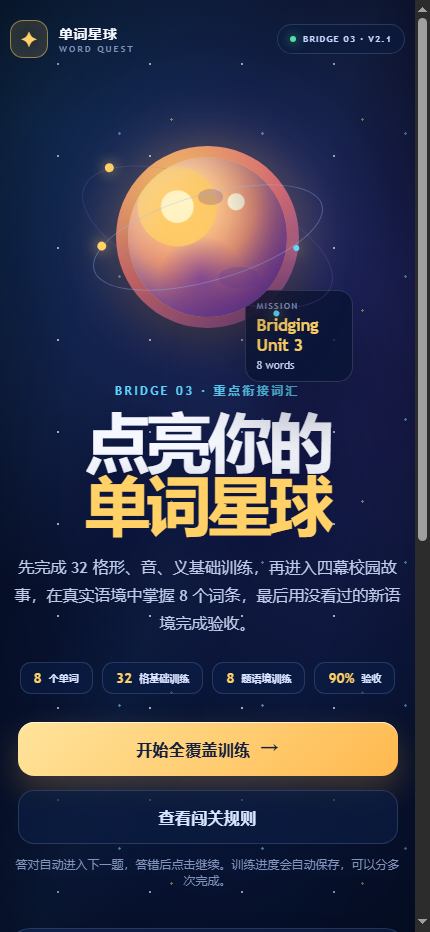 单词星球
WORD QUEST
BRIDGE 03 · V2.1
MISSION
Bridging
Unit 3
8 words
BRIDGE 03 · 重点衔接词汇
点亮你的
单词星球
先完成 32 格形、音、义基础训练，再进入四幕校园故
事，在真实语境中掌握 8 个词条，最后用没看过的新语
境完成验收。
8 个单词
32 格基础训练
8 题语境训练
90% 验收
开始全覆盖训练 →
查看闯关规则
答对自动进入下一题，答错后点击继续。训练进度会自动保存，可以分多
次完成。